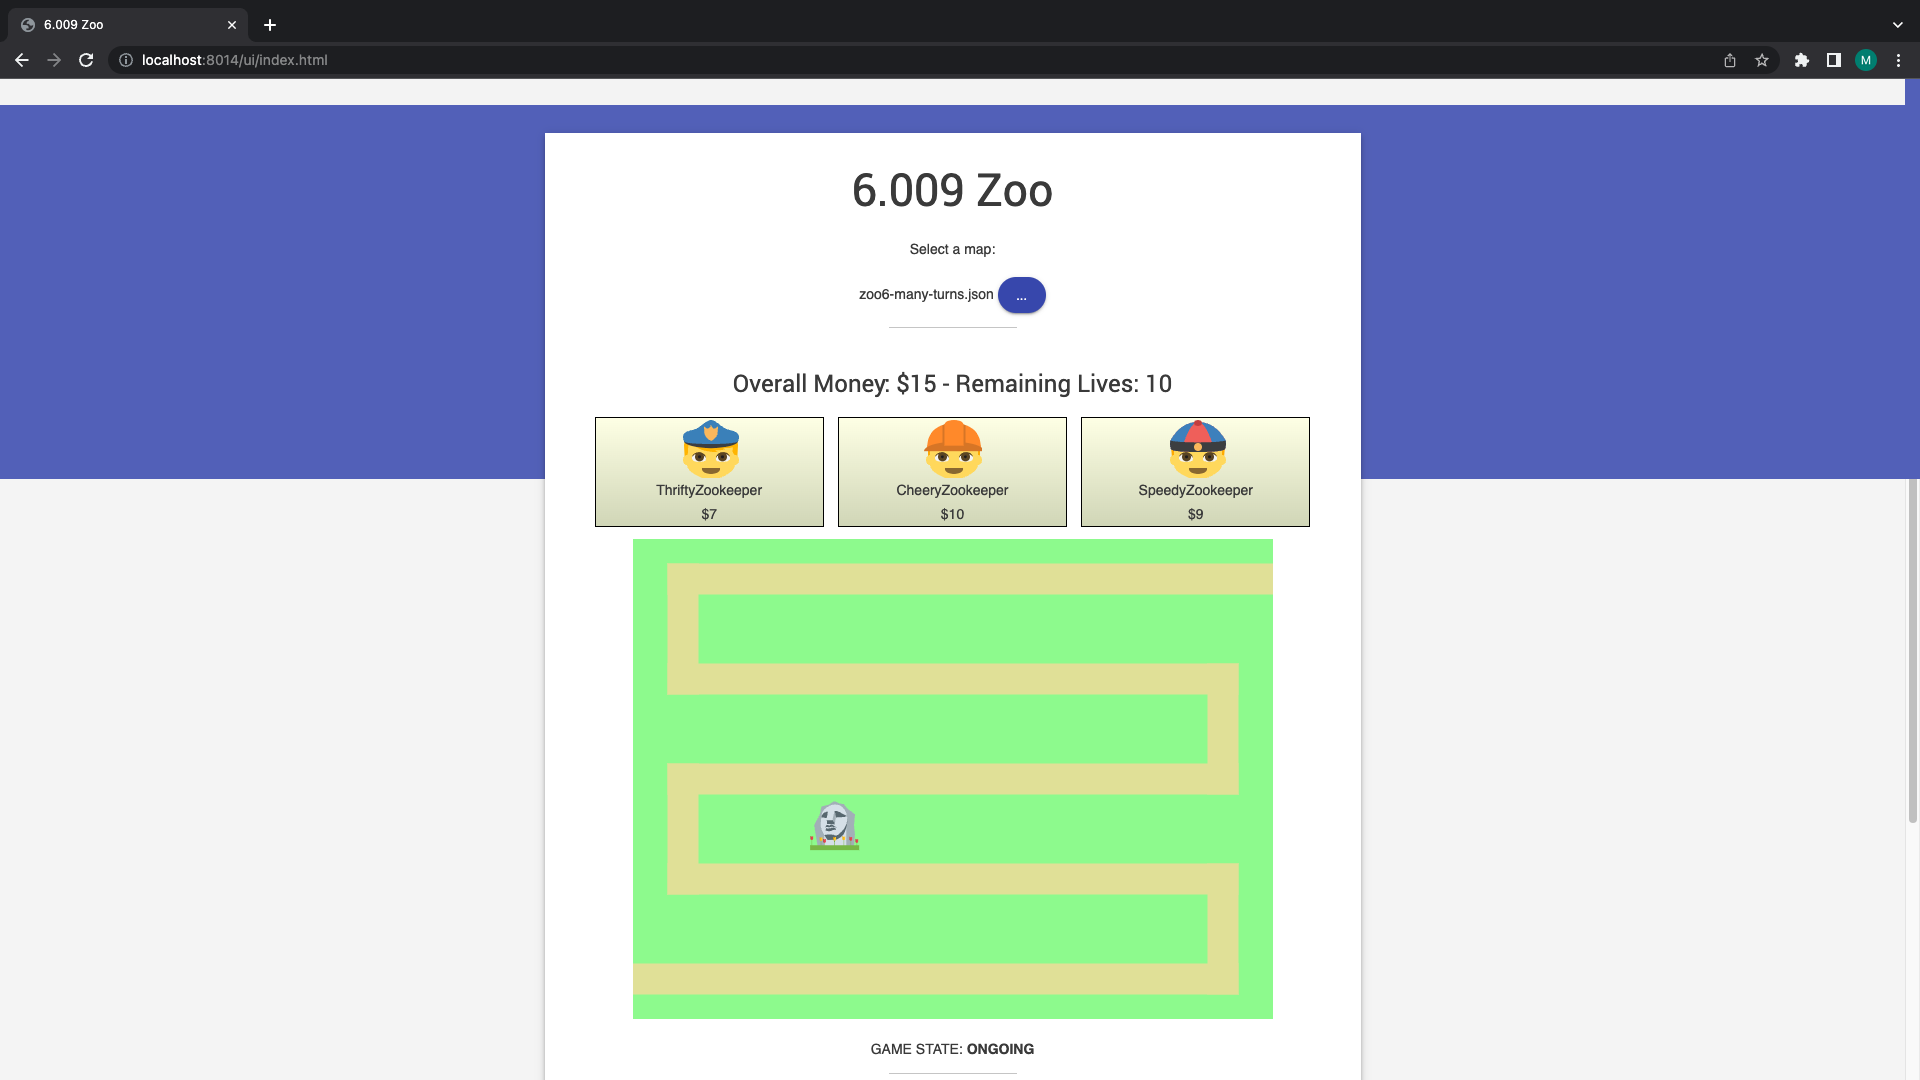 6.009 Zoo
localhost:8014/ui/index.html
M
6.009 Zoo
Select a map:
zoo6-many-turns.json ...
Overall Money: $15 - Remaining Lives: 10
ThriftyZookeeper CheeryZookeeper SpeedyZookeeper
$7 $10 $9
GAME STATE: ONGOING